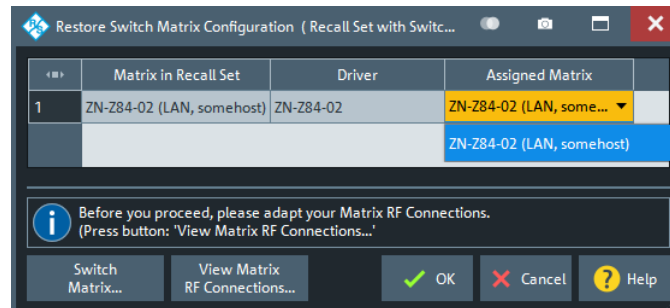 Restore Switch Matrix Configuration ( Recall Set with Switc...
Matrix in Recall Set Driver Assigned Matrix
1 ZN-Z84-02 (LAN, somehost) ZN-Z84-02 ZN-Z84-02 (LAN, some...
ZN-Z84-02 (LAN, somehost)
Before you proceed, please adapt your Matrix RF Connections.
(Press button: 'View Matrix RF Connections...'
Switch
Matrix...
View Matrix
RF Connections...
OK
Cancel
? Help